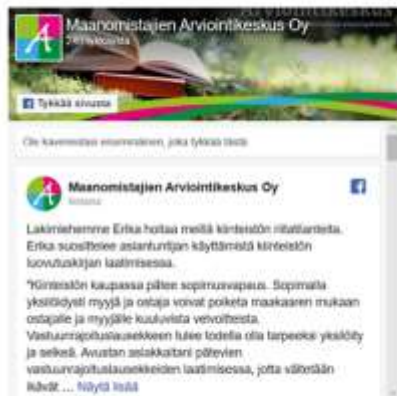 Maanomistajien Arviointikeskus Oy
Tykkää sivusta
Ole kavereistasi ensimmäinen, joka tykkää tästä
Maanomistajien Arviointikeskus Oy
Lakimiehemme Erika hoitaa meillä kiinteistön riitatilanteita.
Erika suosittelee asiantuntijan käyttämistä kiinteistön
luovutuskirjan laatimisessa.
"Kiinteistön kaupassa pätee sopimusvapaus. Sopimalla
yksilöidysti myyjä ja ostaja voivat poiketa maakaaren mukaan
ostajalle ja myyjälle kuuluvista velvoitteista.
Vastuunrajoituslausekkeen tulee todella olla tarpeeksi yksilöity
ja selkeä. Avustan asiakkaitani pätevien
vastuunrajoituslausekkeiden laatimisessa, jotta vältetään
ikävät ... Näytä lisää